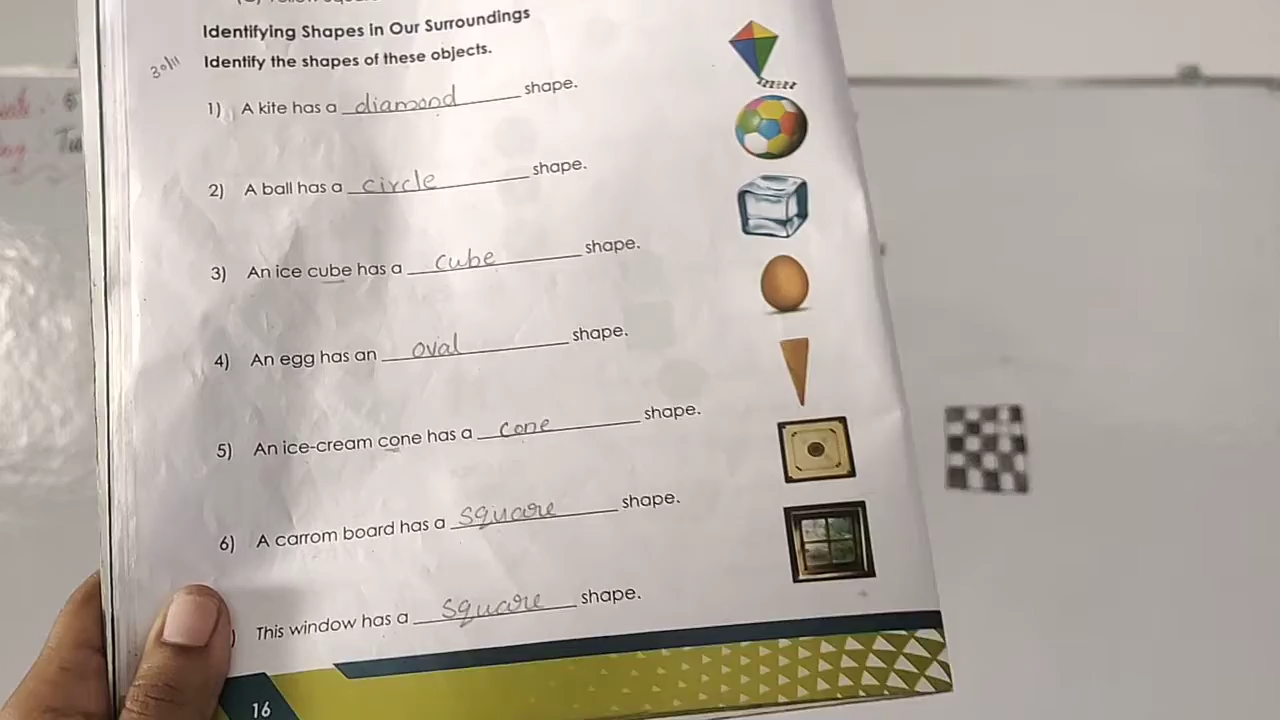 Identifying Shapes in Our Surroundings
30/11 Identify the shapes of these objects.
1) A kite has a diamond shape.
2) A ball has a circle shape.
3) An ice cube has a cube shape.
4) An egg has an oval shape.
5) An ice-cream cone has a cone shape.
6) A carrom board has a square shape.
) This window has a square shape.
16